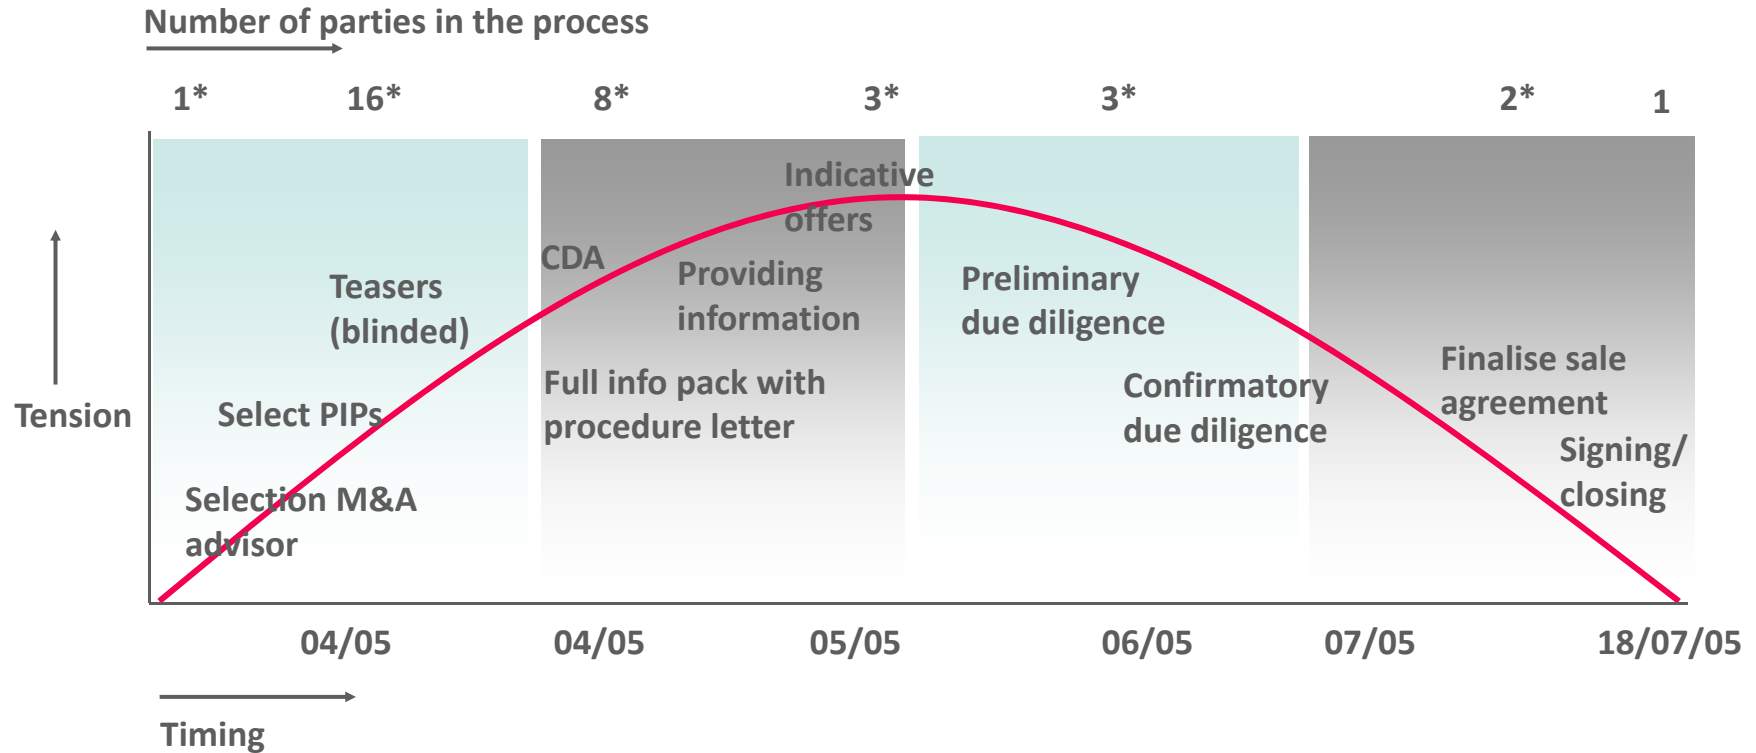 Number of parties in the process
1* 16* 8* 3* 3* 2* 1
Indicative
offers
CDA
Providing
information
Teasers
(blinded)
Preliminary
due diligence
Full info pack with
procedure letter
Confirmatory
due diligence
Finalise sale
agreement
Select PIPs
Tension
Signing/
closing
Selection M&A
advisor
04/05 04/05 05/05 06/05 07/05 18/07/05
Timing